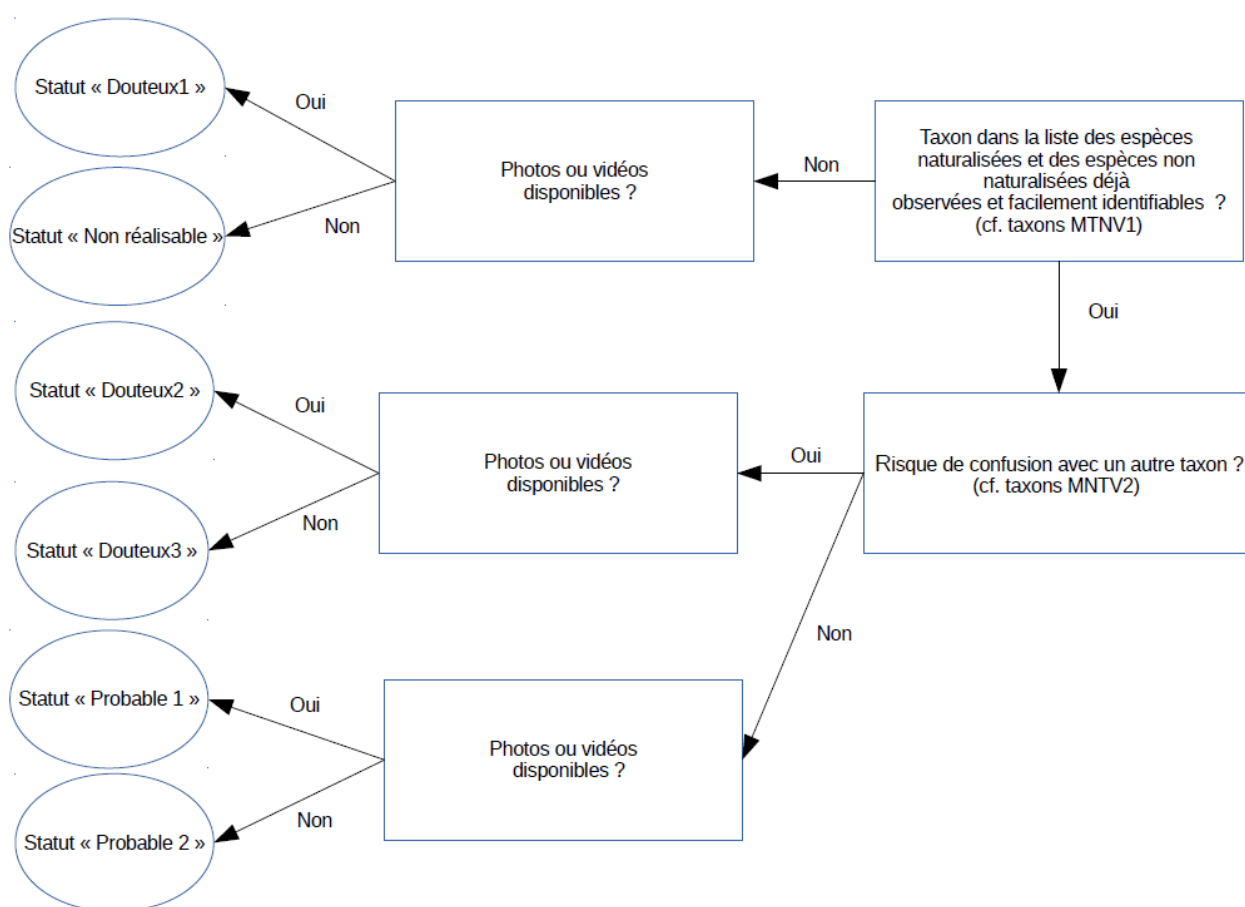 Statut « Douteux1 »
Oui
Non
Statut « Non réalisable »
Photos ou vidéos
disponibles ?
Non
Taxon dans la liste des espèces
naturalisées et des espèces non
naturalisées déjà
observées et facilement identifiables  ?
(cf. taxons MTNV1)
Oui
Statut « Douteux2 »
Oui
Non
Statut « Douteux3 »
Photos ou vidéos
disponibles ?
Oui
Risque de confusion avec un autre taxon ?
(cf. taxons MNTV2)
Non
Statut « Probable 1 »
Oui
Non
Statut « Probable 2 »
Photos ou vidéos
disponibles ?